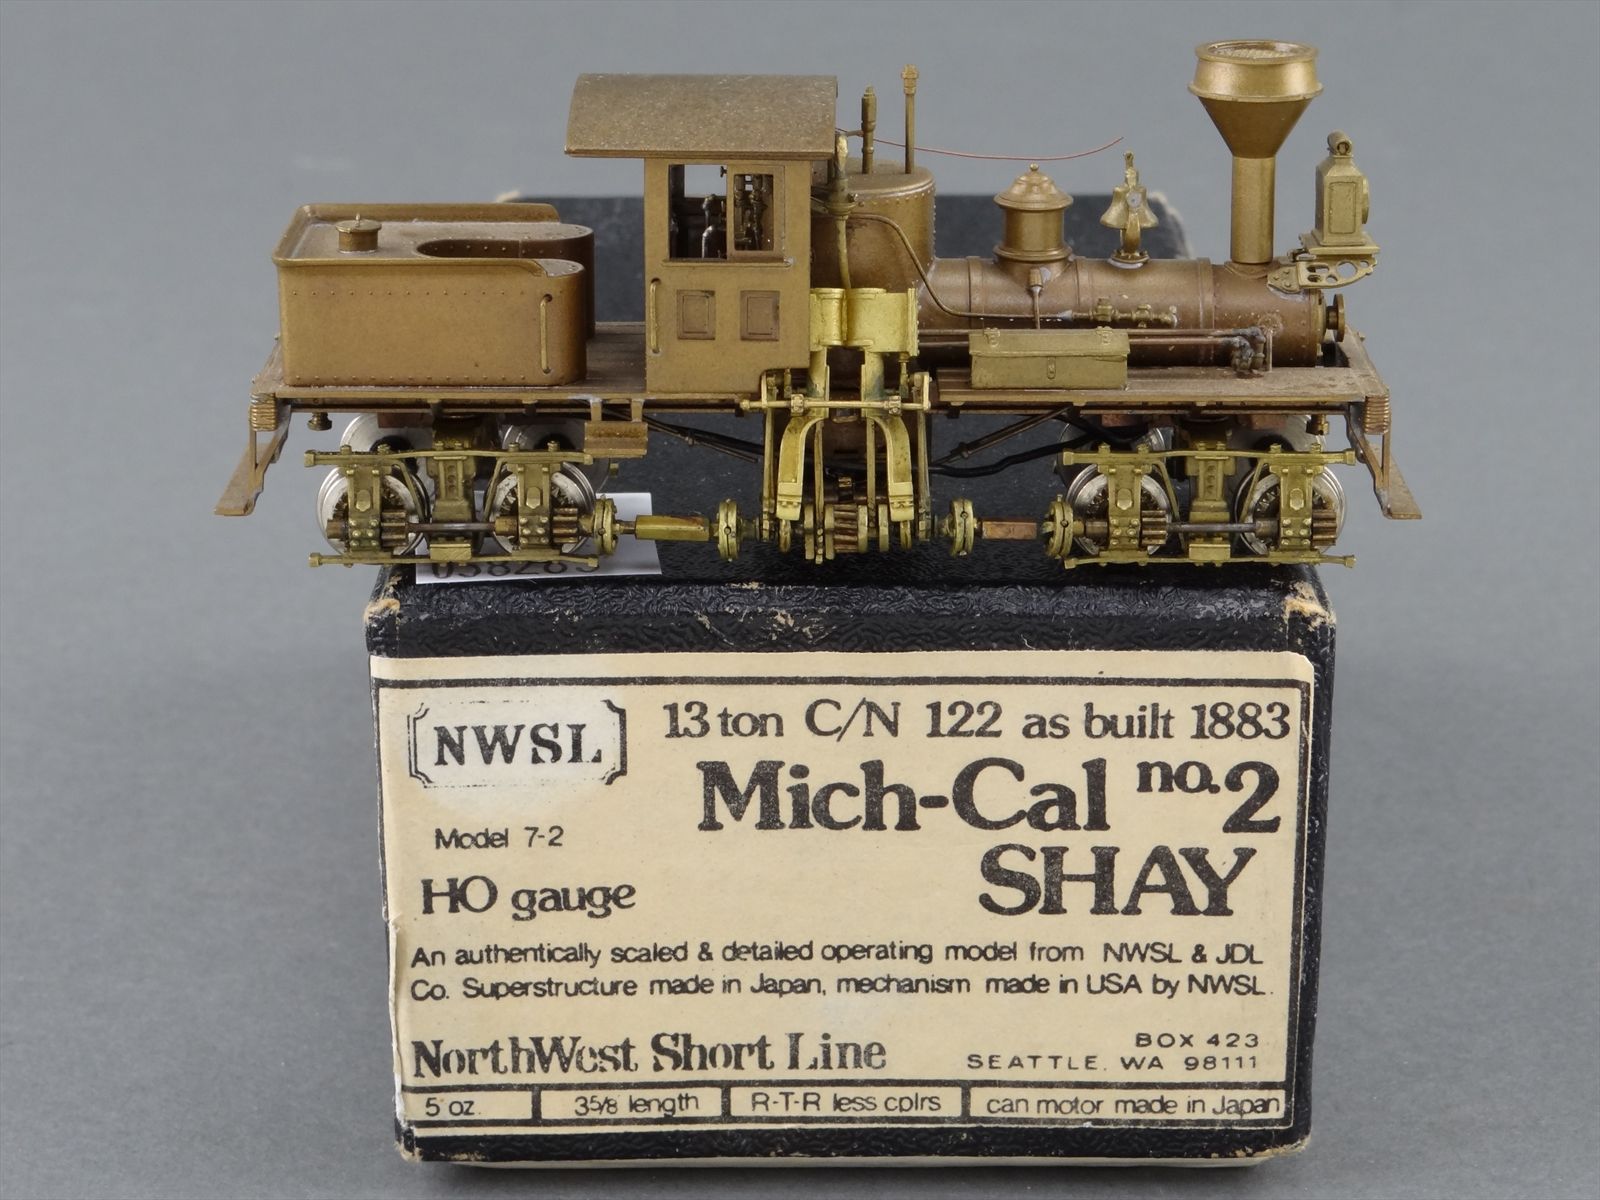 NWSL
13 ton C/N 122 as built 1883
Mich-Cal no. 2
SHAY
Model 7-2
HO gauge
An authentically scaled & detailed operating model from NWSL & JDL
Co. Superstructure made in Japan, mechanism made in USA by NWSL.
NorthWest Short Line
BOX 423
SEATTLE, WA 98111
5 oz.
3 5/8 length
R-T-R less cplrs
can motor made in Japan